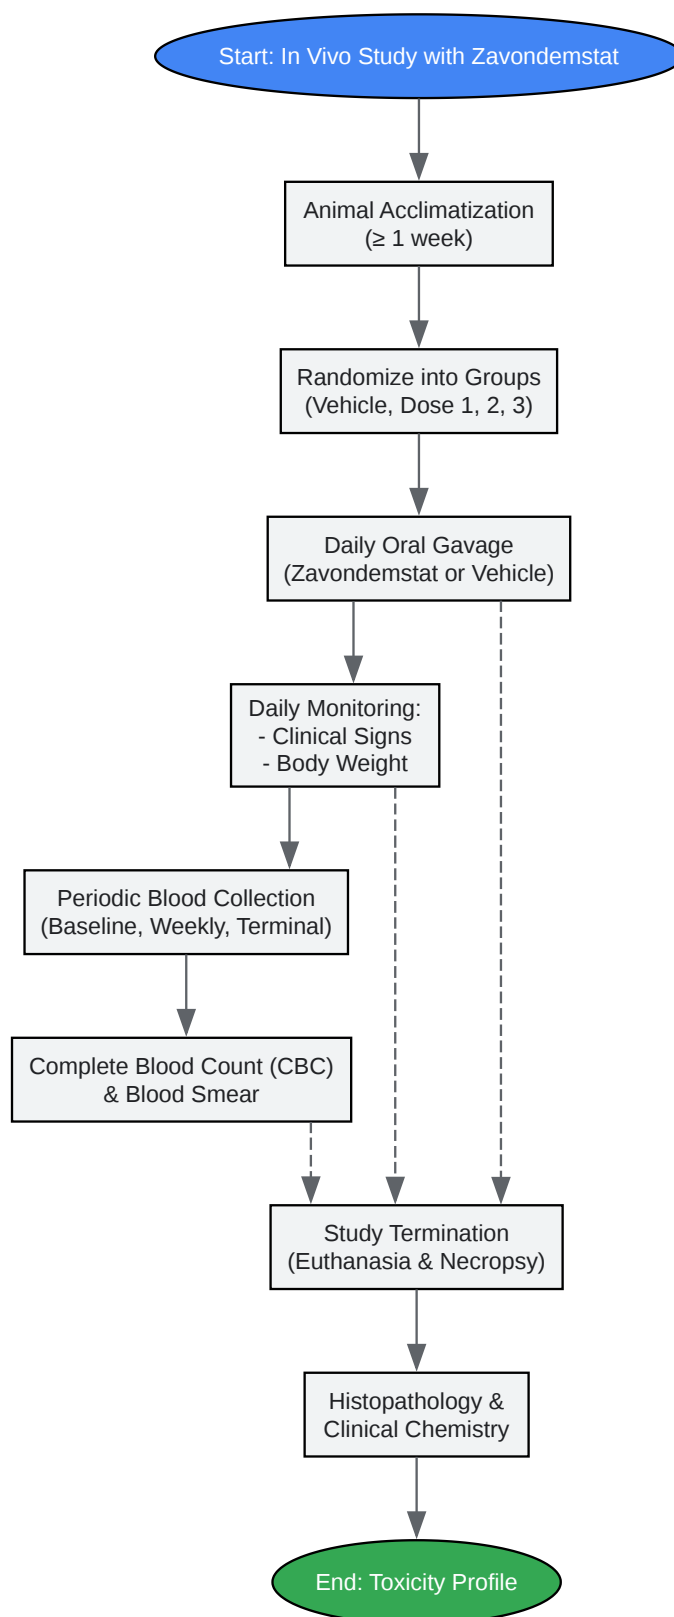 Start: In Vivo Study with Zavondemstat
Animal Acclimatization
(≥ 1 week)
Randomize into Groups
(Vehicle, Dose 1, 2, 3)
Daily Oral Gavage
(Zavondemstat or Vehicle)
Daily Monitoring:
- Clinical Signs
- Body Weight
Periodic Blood Collection
(Baseline, Weekly, Terminal)
Complete Blood Count (CBC)
& Blood Smear
Study Termination
(Euthanasia & Necropsy)
Histopathology &
Clinical Chemistry
End: Toxicity Profile